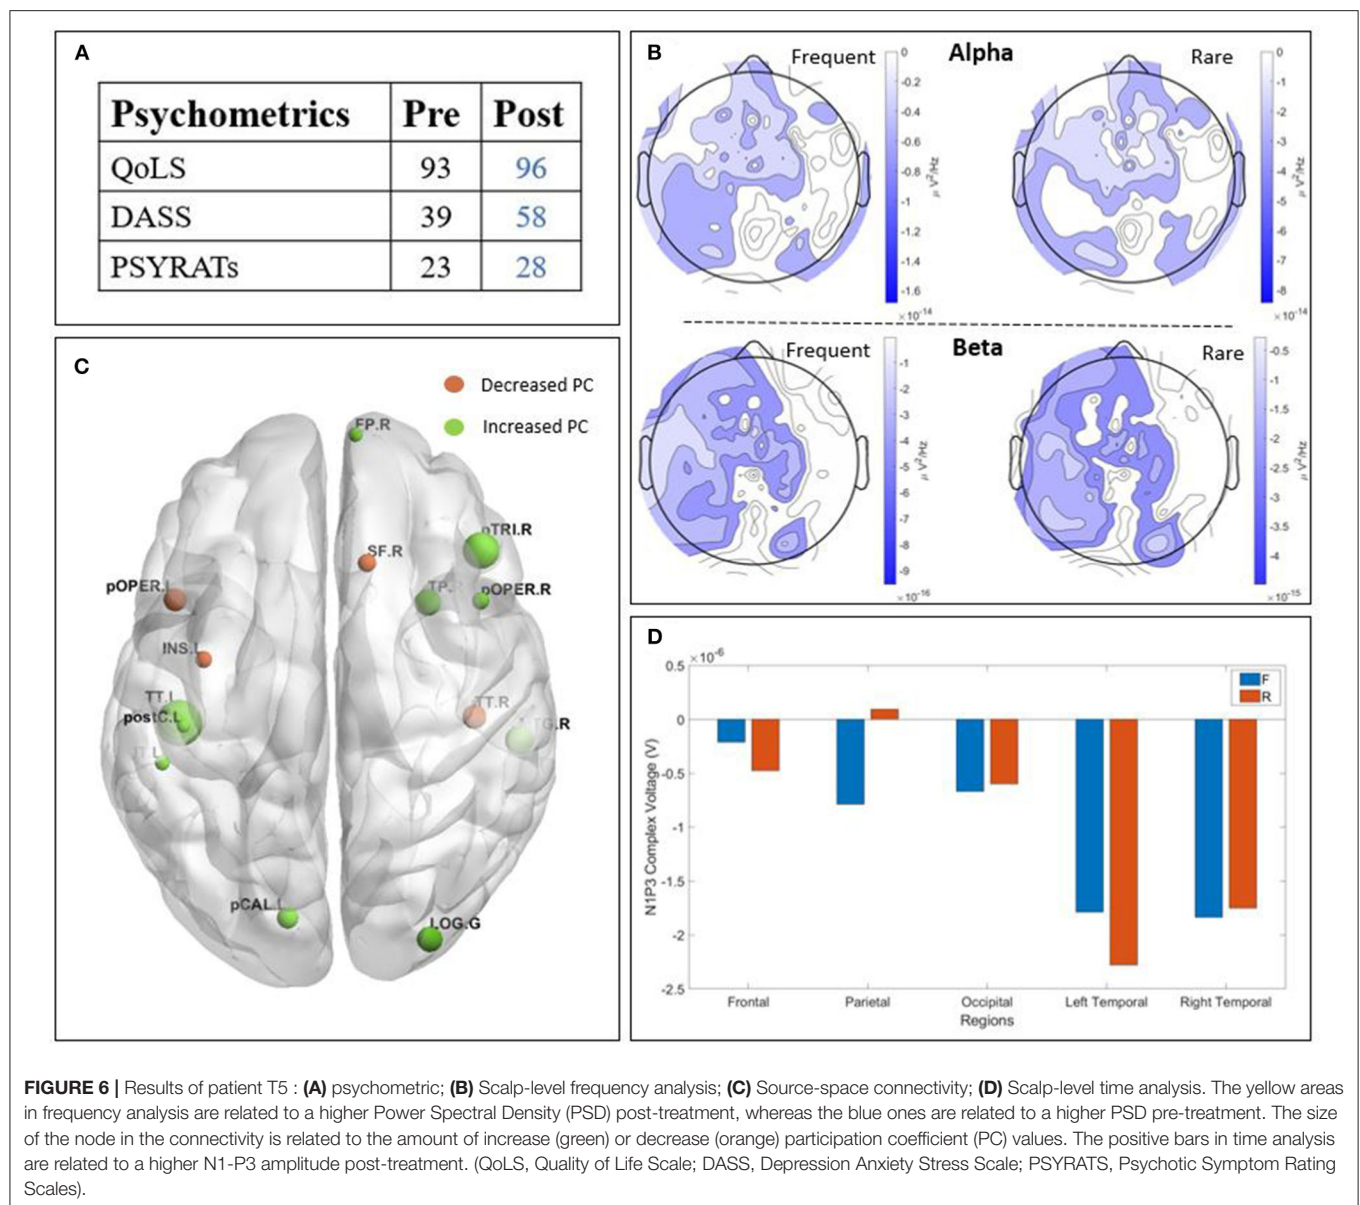 A
Psychometrics Pre Post
QoLS 93 96
DASS 39 58
PSYRATs 23 28
B
Frequent
Alpha
Rare
0
-0.2
-0.4
-0.6
-0.8
-1
-1.2
-1.4
-1.6
×10-14
μ V²/Hz
0
-1
-2
-3
-4
-5
-6
-7
-8
×10-14
μ V²/Hz
Frequent
Beta
Rare
-1
-2
-3
-4
-5
-6
-7
-8
-9
×10-16
μ V²/Hz
-0.5
-1
-1.5
-2
-2.5
-3
-3.5
-4
×10-15
μ V²/Hz
C
Decreased PC
Increased PC
FP.R
pTRI.R
SF.R
pOPER.L
TP.
pOPER.R
INS.L
TT.L
TT.R
postC.L
TG.R
IT.L
pCAL.L
LOG.G
D
×10-6
F
R
0.5
0
-0.5
-1
-1.5
-2
-2.5
N1P3 Complex Voltage (V)
Frontal Parietal Occipital Left Temporal Right Temporal
Regions
FIGURE 6 | Results of patient T5 : (A) psychometric; (B) Scalp-level frequency analysis; (C) Source-space connectivity; (D) Scalp-level time analysis. The yellow areas
in frequency analysis are related to a higher Power Spectral Density (PSD) post-treatment, whereas the blue ones are related to a higher PSD pre-treatment. The size
of the node in the connectivity is related to the amount of increase (green) or decrease (orange) participation coefficient (PC) values. The positive bars in time analysis
are related to a higher N1-P3 amplitude post-treatment. (QoLS, Quality of Life Scale; DASS, Depression Anxiety Stress Scale; PSYRATS, Psychotic Symptom Rating
Scales).